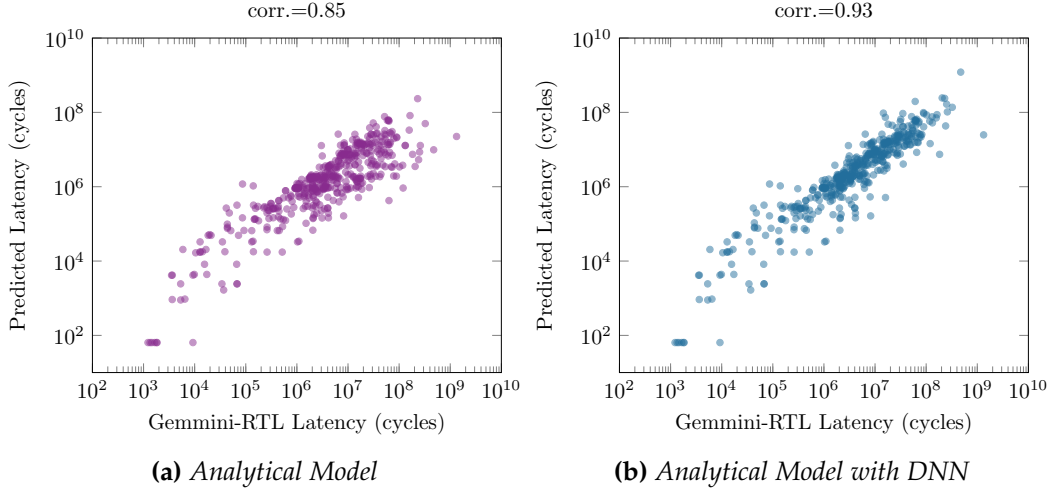 corr.=0.85
10^10
10^8
10^6
10^4
10^2
Predicted Latency (cycles)
10^2 10^3 10^4 10^5 10^6 10^7 10^8 10^9 10^10
Gemmini-RTL Latency (cycles)
(a) Analytical Model
corr.=0.93
10^10
10^8
10^6
10^4
10^2
Predicted Latency (cycles)
10^2 10^3 10^4 10^5 10^6 10^7 10^8 10^9 10^10
Gemmini-RTL Latency (cycles)
(b) Analytical Model with DNN